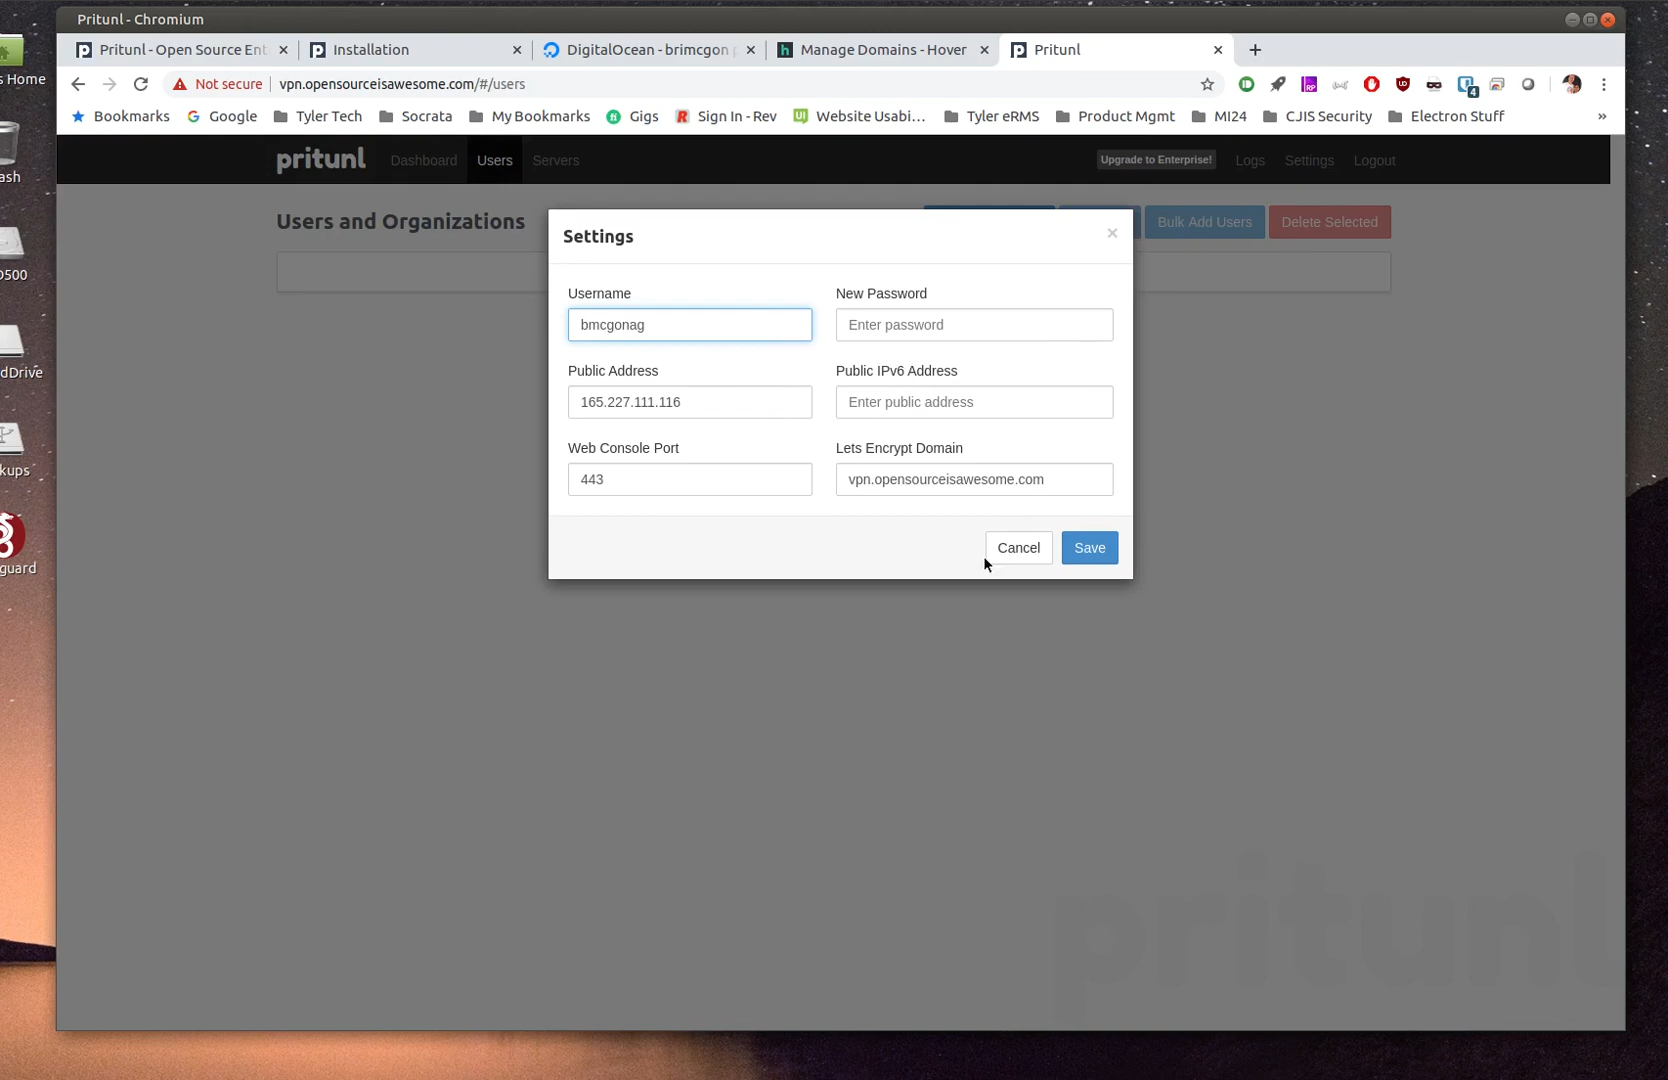 Pritunl - Chromium
Pritunl - Open Source Ent
Installation
DigitalOcean - brimcgon
Manage Domains - Hover
Pritunl
Not secure
vpn.opensourceisawesome.com/#/users
4
Bookmarks
Google
Tyler Tech
Socrata
My Bookmarks
Gigs
Sign In - Rev
Website Usabi…
Tyler eRMS
Product Mgmt
MI24
CJIS Security
Electron Stuff
»
pritunl
Dashboard
Users
Servers
Upgrade to Enterprise!
Logs
Settings
Logout
Users and Organizations
Bulk Add Users
Delete Selected
Settings
Username
New Password
bmcgonag
Enter password
Public Address
Public IPv6 Address
165.227.111.116
Enter public address
Web Console Port
Lets Encrypt Domain
443
vpn.opensourceisawesome.com
Cancel
Save
s Home
ash
0500
dDrive
kups
guard
pritunl